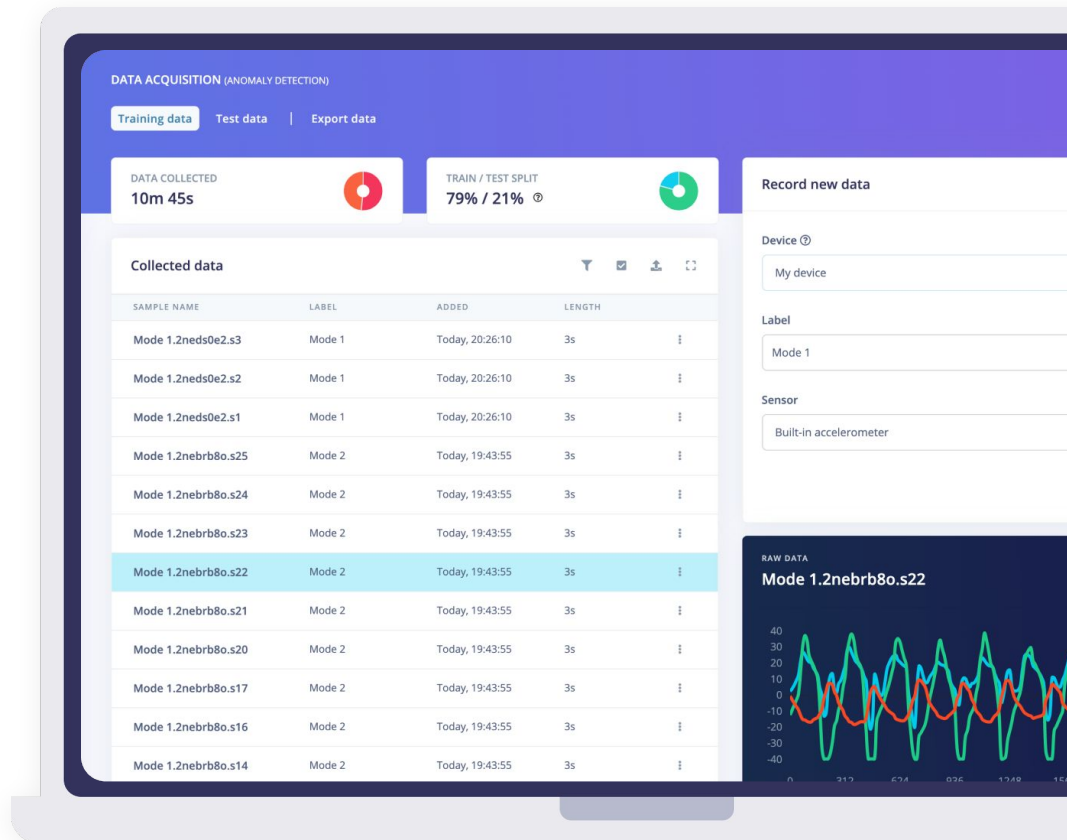 DATA ACQUISITION (ANOMALY DETECTION)
Training data Test data | Export data
DATA COLLECTED
10m 45s
TRAIN / TEST SPLIT
79% / 21%
Collected data
SAMPLE NAME LABEL ADDED LENGTH
Mode 1.2neds0e2.s3 Mode 1 Today, 20:26:10 3s
Mode 1.2neds0e2.s2 Mode 1 Today, 20:26:10 3s
Mode 1.2neds0e2.s1 Mode 1 Today, 20:26:10 3s
Mode 1.2nebrb8o.s25 Mode 2 Today, 19:43:55 3s
Mode 1.2nebrb8o.s24 Mode 2 Today, 19:43:55 3s
Mode 1.2nebrb8o.s23 Mode 2 Today, 19:43:55 3s
Mode 1.2nebrb8o.s22 Mode 2 Today, 19:43:55 3s
Mode 1.2nebrb8o.s21 Mode 2 Today, 19:43:55 3s
Mode 1.2nebrb8o.s20 Mode 2 Today, 19:43:55 3s
Mode 1.2nebrb8o.s17 Mode 2 Today, 19:43:55 3s
Mode 1.2nebrb8o.s16 Mode 2 Today, 19:43:55 3s
Mode 1.2nebrb8o.s14 Mode 2 Today, 19:43:55 3s
Record new data
Device
My device
Label
Mode 1
Sensor
Built-in accelerometer
RAW DATA
Mode 1.2nebrb8o.s22
40
30
20
10
0
-10
-20
-30
-40
0 312 624 936 1248